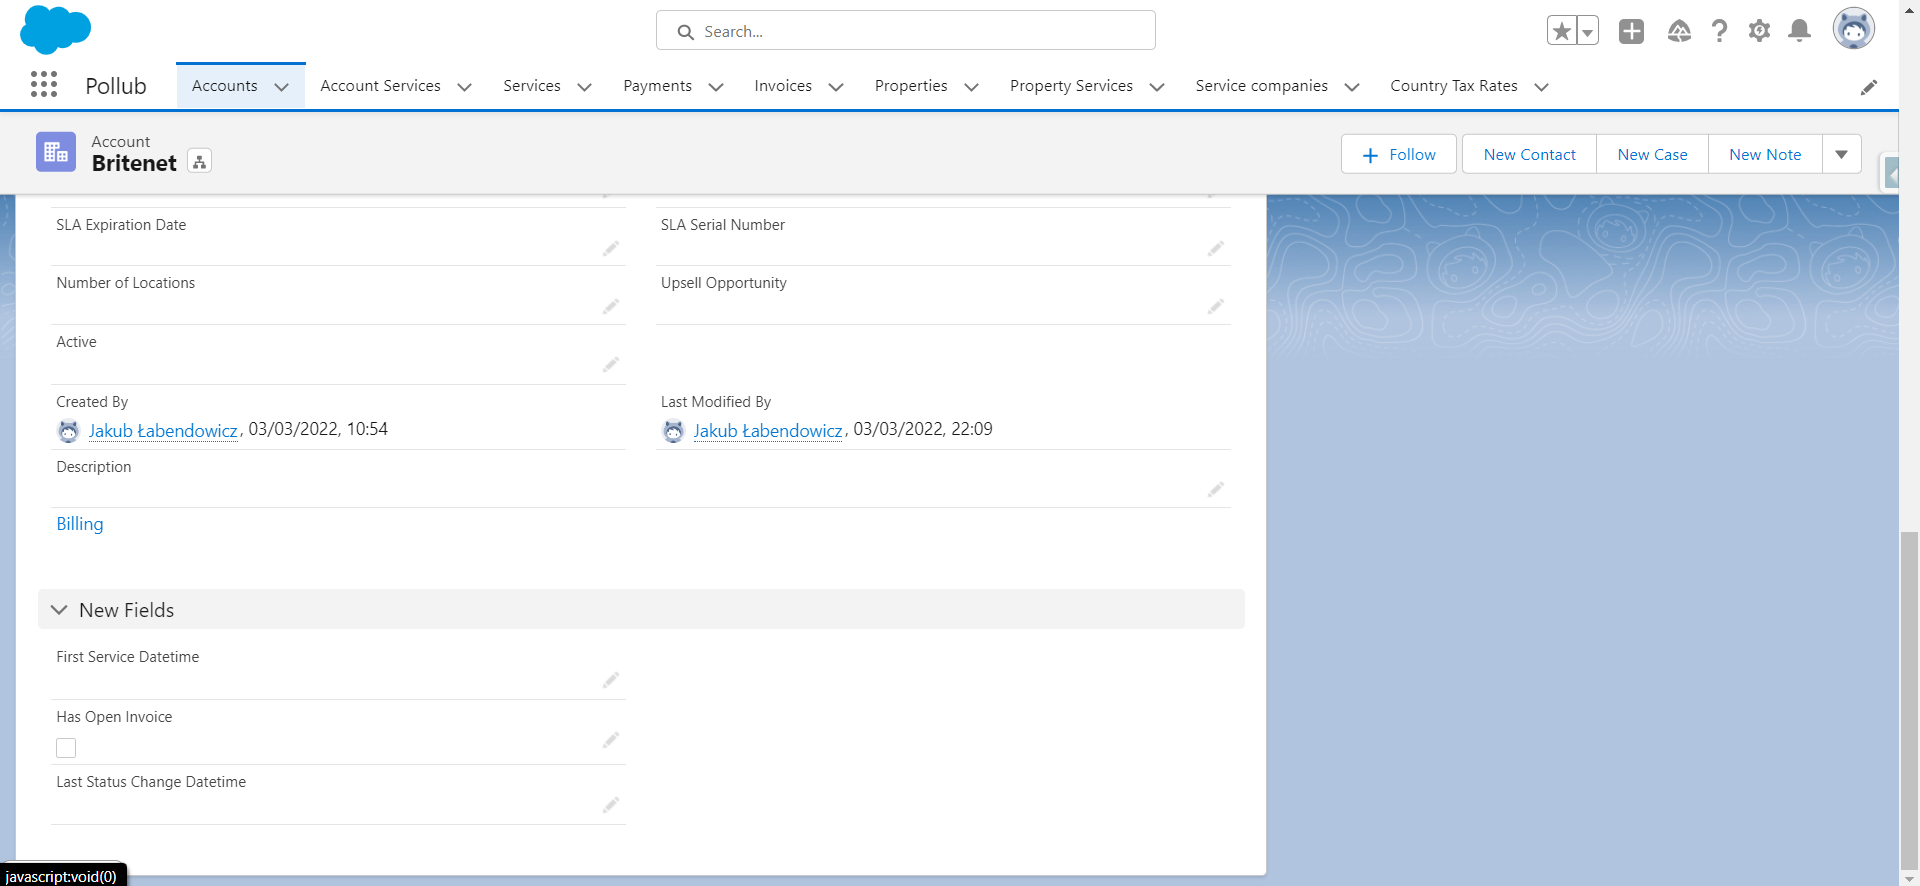 Search...
Pollub
Accounts
Account Services
Services
Payments
Invoices
Properties
Property Services
Service companies
Country Tax Rates
Account
Britenet
Follow
New Contact
New Case
New Note
SLA Expiration Date
SLA Serial Number
Number of Locations
Upsell Opportunity
Active
Created By
Jakub Łabendowicz, 03/03/2022, 10:54
Last Modified By
Jakub Łabendowicz, 03/03/2022, 22:09
Description
Billing
New Fields
First Service Datetime
Has Open Invoice
Last Status Change Datetime
javascript:void(0)